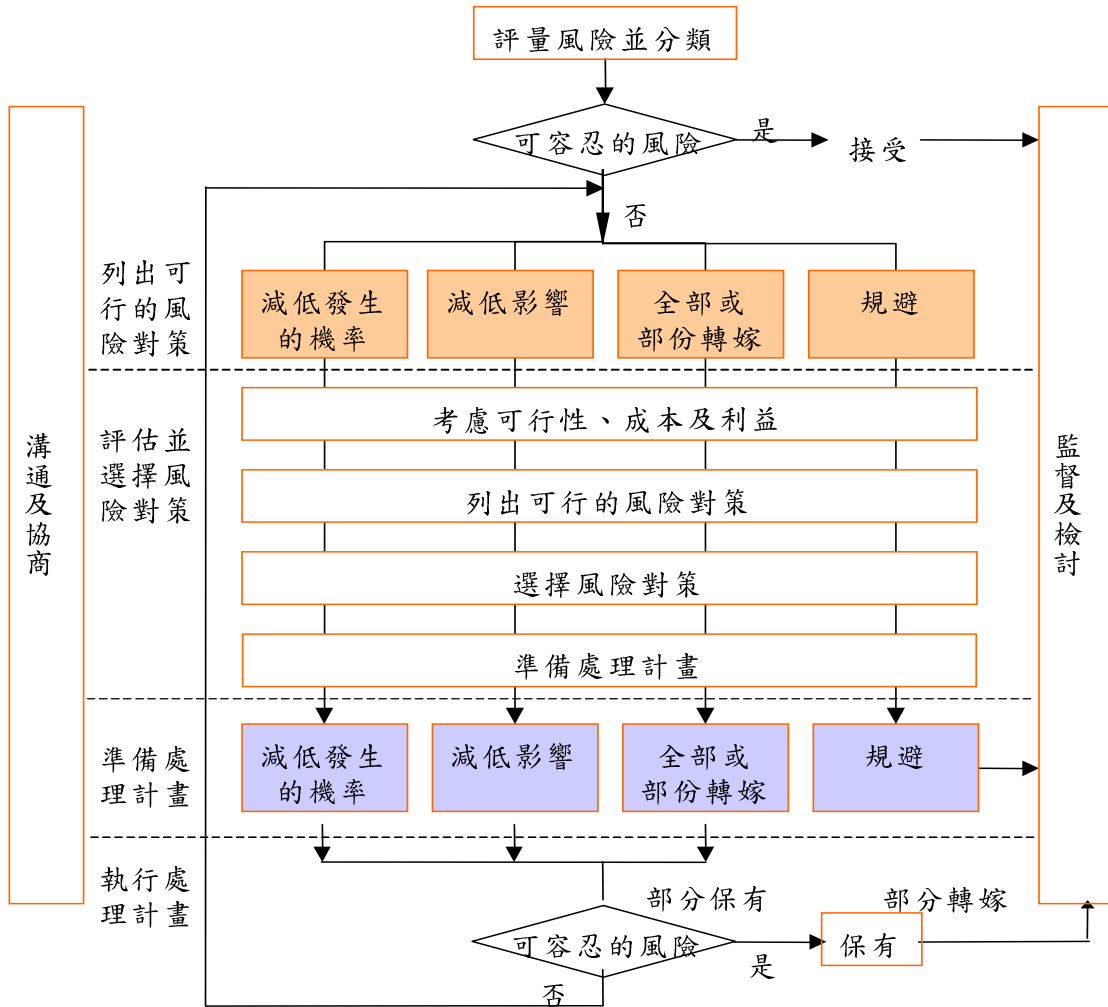 評量風險並分類
可容忍的風險
是
接受
否
列出可
行的風
險對策
減低發生
的機率
減低影響
全部或
部份轉嫁
規避
溝通及協商
評估並
選擇風
險對策
考慮可行性、成本及利益
列出可行的風險對策
選擇風險對策
準備處理計畫
監督及檢討
準備處
理計畫
減低發生
的機率
減低影響
全部或
部份轉嫁
規避
執行處
理計畫
部分保有
部分轉嫁
可容忍的風險
是
保有
否